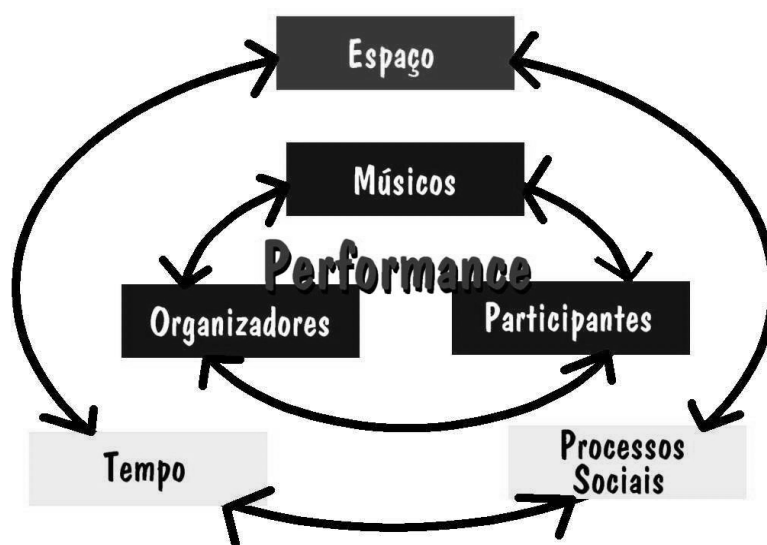 Espaço
Músicos
Performance
Organizadores
Participantes
Tempo
Processos
Sociais